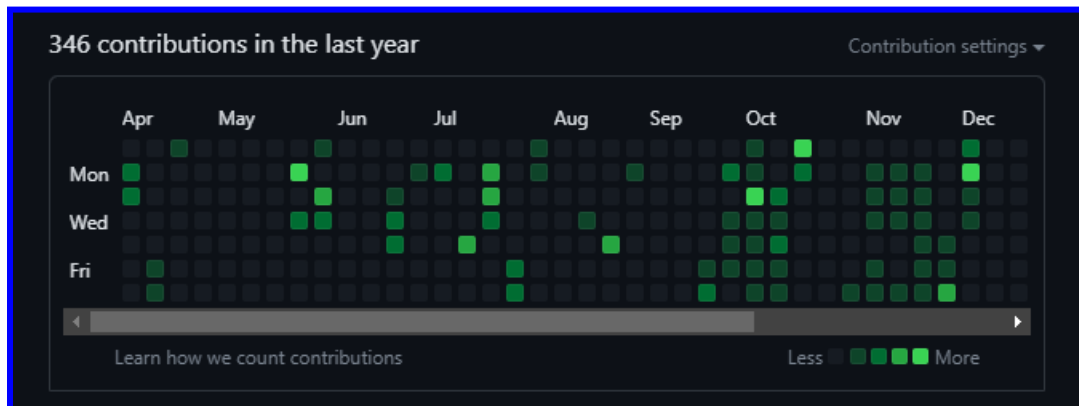 346 contributions in the last year
Contribution settings
Apr May Jun Jul Aug Sep Oct Nov Dec
Mon
Wed
Fri
Learn how we count contributions
Less More